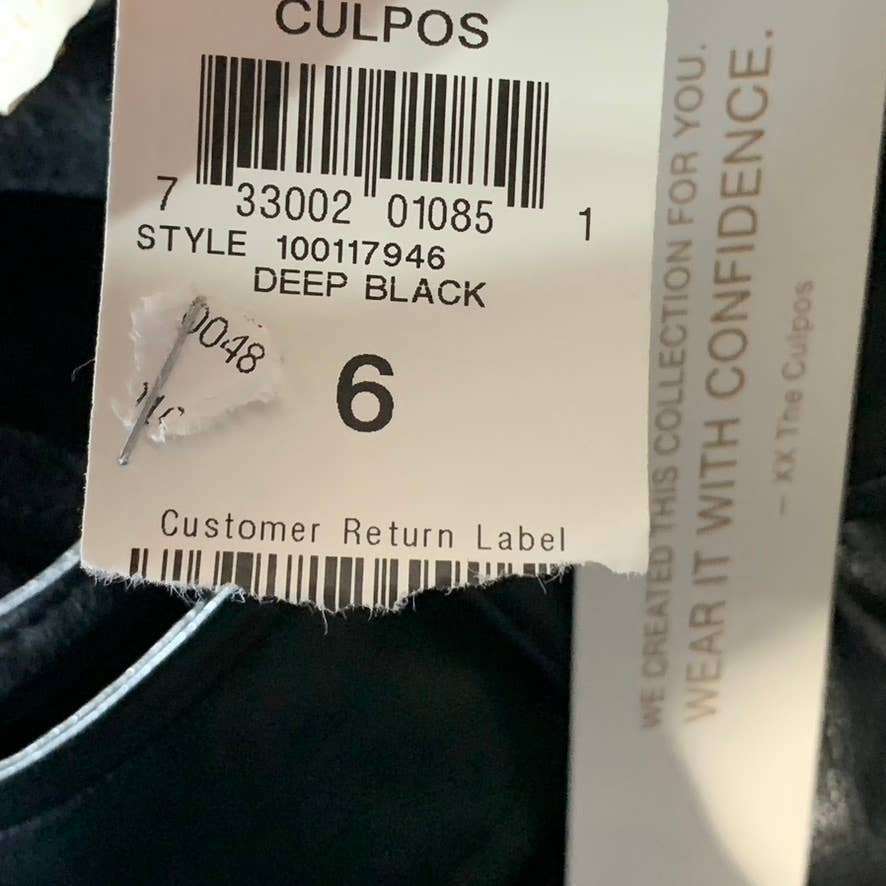 CULPOS
7 33002 01085 1
STYLE 100117946
DEEP BLACK
0048
6
Customer Return Label
WE CREATED THIS COLLECTION FOR YOU.
WEAR IT WITH CONFIDENCE.
– XX The Culpos